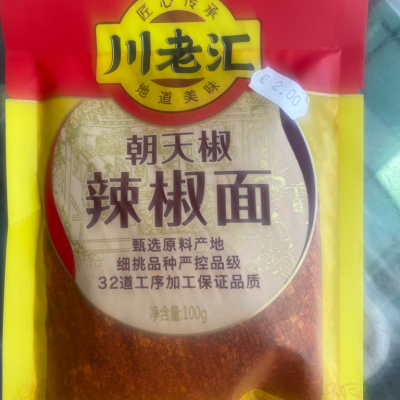 匠心传承
川老汇
地道美味
€ 2.00
朝天椒
辣椒面
甄选原料产地
细挑品种严控品级
32道工序加工保证品质
净含量:100g